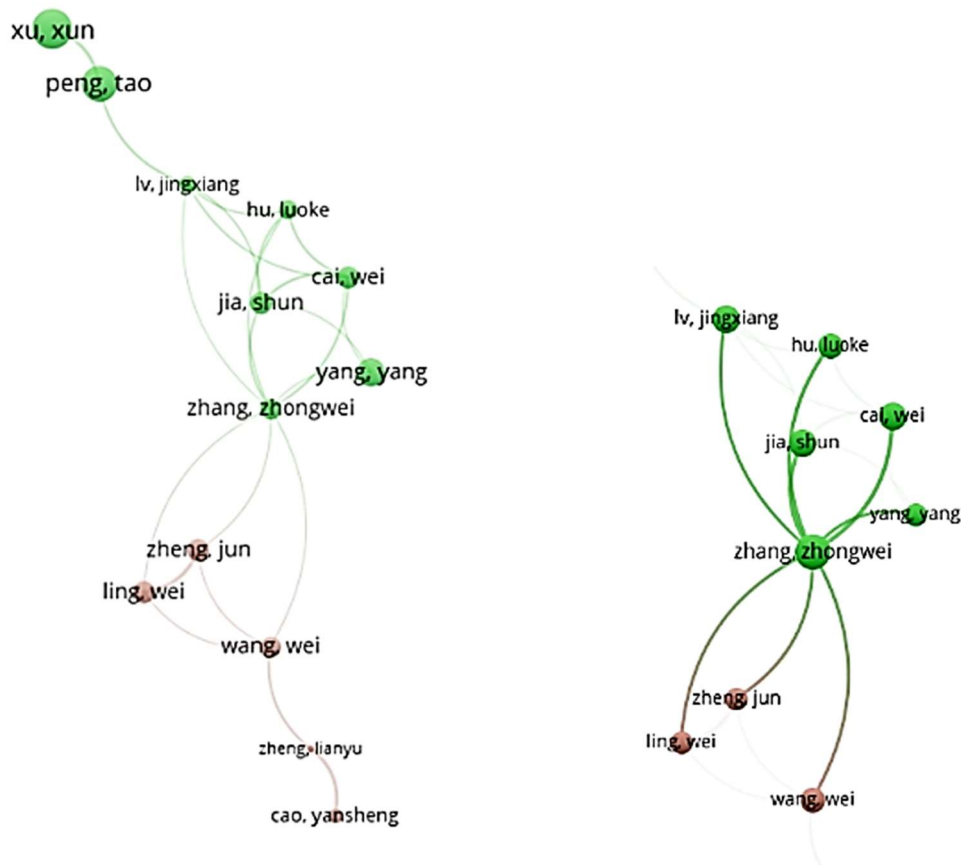 xu, xun
peng, tao
lv, jingxiang
hu, luoke
cai, wei
jia, shun
yang, yang
zhang, zhongwei
zheng, jun
ling, wei
wang, wei
zheng, lianyu
cao, yansheng
lv, jingxiang
hu, luoke
cai, wei
jia, shun
yang, yang
zhang, zhongwei
zheng, jun
ling, wei
wang, wei